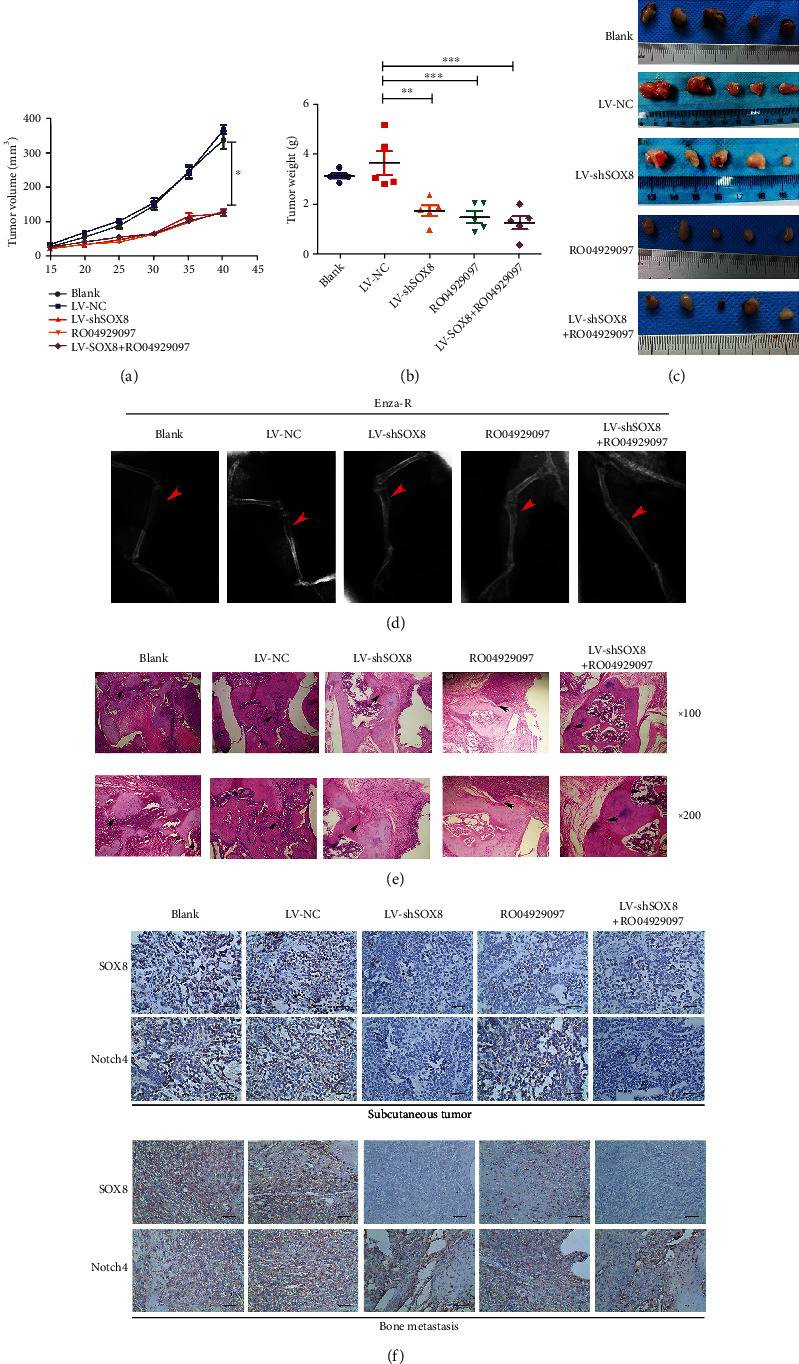 Tumor volume (mm3)
400
300
200
100
0
15 20 25 30 35 40 45
*
Blank
LV-NC
LV-shSOX8
RO04929097
LV-SOX8+RO04929097
(a)
***
***
**
Tumor weight (g)
6
4
2
0
Blank
LV-NC
LV-shSOX8
RO04929097
LV-SOX8+RO04929097
(b)
Blank
LV-NC
LV-shSOX8
RO04929097
LV-shSOX8
+RO04929097
(c)
Enza-R
Blank LV-NC LV-shSOX8 RO04929097 LV-shSOX8
+RO04929097
(d)
Blank LV-NC LV-shSOX8 RO04929097 LV-shSOX8
+RO04929097
×100
×200
(e)
Blank LV-NC LV-shSOX8 RO04929097 LV-shSOX8
+RO04929097
SOX8
Notch4
Subcutaneous tumor
SOX8
Notch4
Bone metastasis
(f)